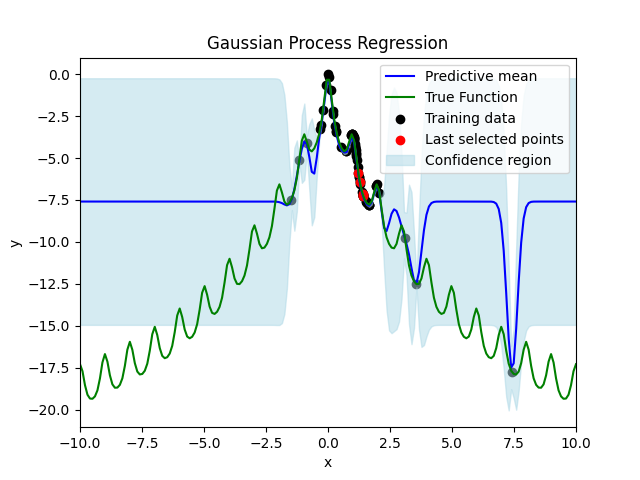 Gaussian Process Regression
Predictive mean
True Function
Training data
Last selected points
Confidence region
0.0
−2.5
−5.0
−7.5
−10.0
−12.5
−15.0
−17.5
−20.0
y
−10.0 −7.5 −5.0 −2.5 0.0 2.5 5.0 7.5 10.0
x